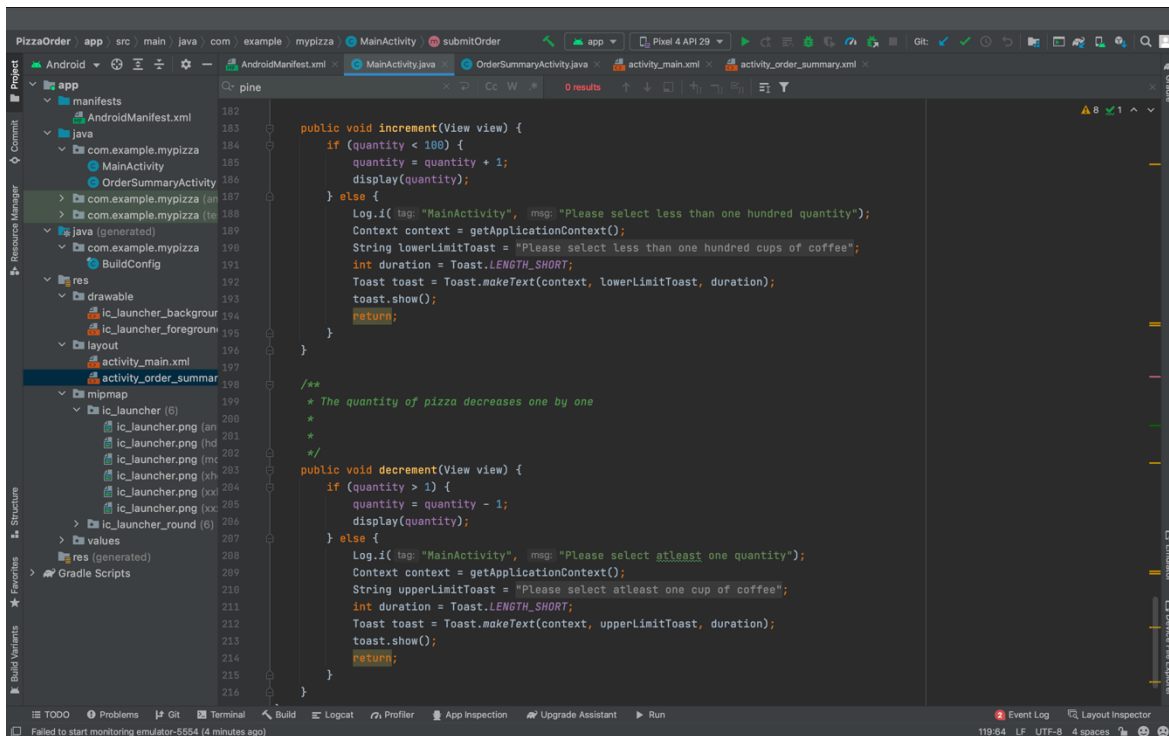 PizzaOrder app src main java com example mypizza MainActivity submitOrder app Pixel 4 API 29 Git:
Android AndroidManifest.xml MainActivity.java OrderSummaryActivity.java activity_main.xml activity_order_summary.xml
Project
Commit
Resource Manager
Structure
Favorites
Build Variants
app
manifests
AndroidManifest.xml
java
com.example.mypizza
MainActivity
OrderSummaryActivity
com.example.mypizza (an
com.example.mypizza (te
java (generated)
com.example.mypizza
BuildConfig
res
drawable
ic_launcher_backgroun
ic_launcher_foregroun
layout
activity_main.xml
activity_order_summar
mipmap
ic_launcher (6)
ic_launcher.png (an
ic_launcher.png (hd
ic_launcher.png (md
ic_launcher.png (xh
ic_launcher.png (xx
ic_launcher.png (xx
ic_launcher_round (6)
values
res (generated)
Gradle Scripts
pine Cc W .* 0 results
8 1
182
183 public void increment(View view) {
184 if (quantity < 100) {
185 quantity = quantity + 1;
186 display(quantity);
187 } else {
188 Log.i( tag: "MainActivity", msg: "Please select less than one hundred quantity");
189 Context context = getApplicationContext();
190 String lowerLimitToast = "Please select less than one hundred cups of coffee";
191 int duration = Toast.LENGTH_SHORT;
192 Toast toast = Toast.makeText(context, lowerLimitToast, duration);
193 toast.show();
194 return;
195 }
196 }
197
198 /**
199 * The quantity of pizza decreases one by one
200 *
201 *
202 */
203 public void decrement(View view) {
204 if (quantity > 1) {
205 quantity = quantity - 1;
206 display(quantity);
207 } else {
208 Log.i( tag: "MainActivity", msg: "Please select atleast one quantity");
209 Context context = getApplicationContext();
210 String upperLimitToast = "Please select atleast one cup of coffee";
211 int duration = Toast.LENGTH_SHORT;
212 Toast toast = Toast.makeText(context, upperLimitToast, duration);
213 toast.show();
214 return;
215 }
216 }
TODO Problems Git Terminal Build Logcat Profiler App Inspection Upgrade Assistant Run 2 Event Log Layout Inspector
Failed to start monitoring emulator-5554 (4 minutes ago) 119:64 LF UTF-8 4 spaces